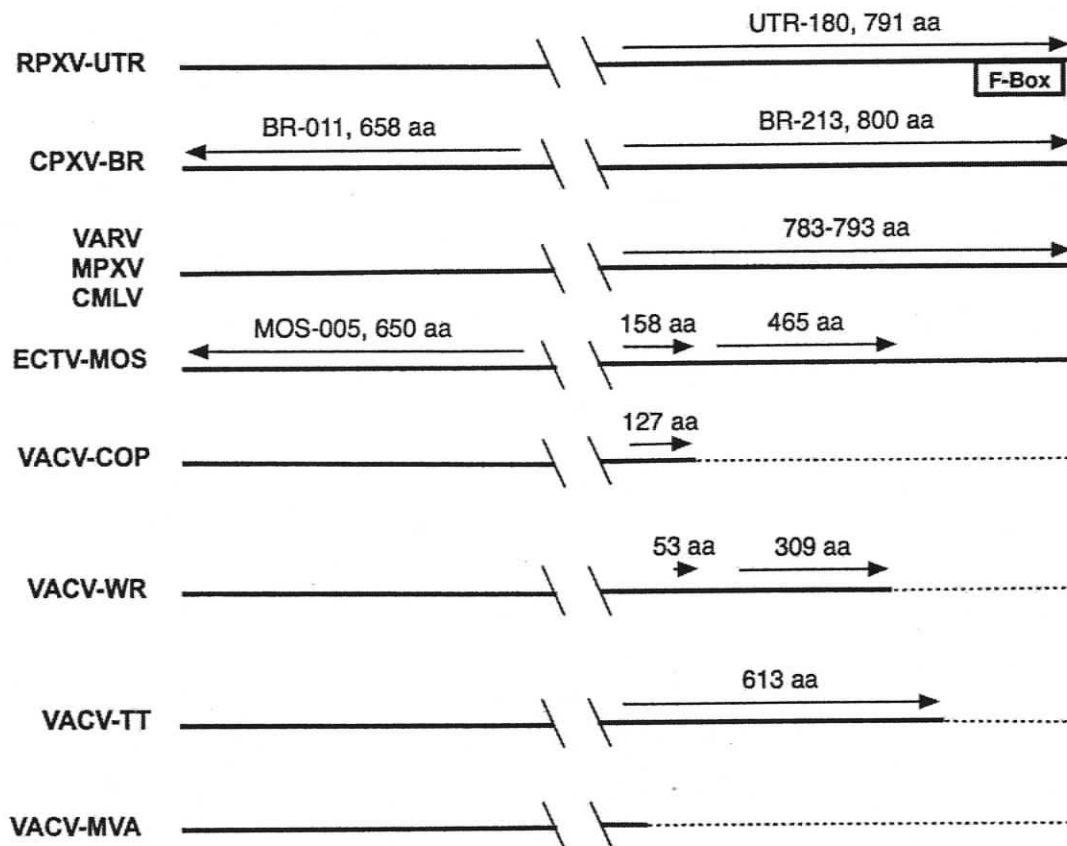 UTR-180, 791 aa
RPXV-UTR
F-Box
BR-011, 658 aa
BR-213, 800 aa
CPXV-BR
VARV
783-793 aa
MPXV
CMLV
MOS-005, 650 aa
158 aa
465 aa
ECTV-MOS
127 aa
VACV-COP
53 aa
309 aa
VACV-WR
613 aa
VACV-TT
VACV-MVA